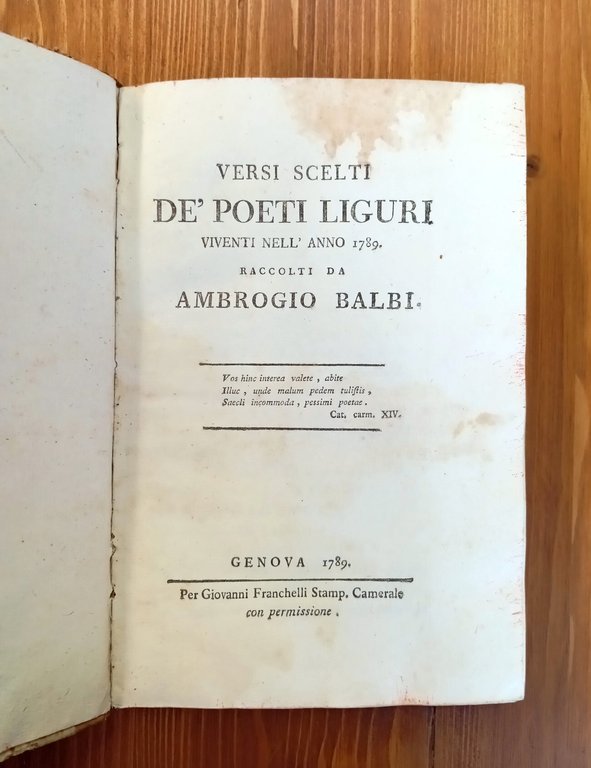 VERSI SCELTI
DE' POETI LIGURI
VIVENTI NELL' ANNO 1789.
RACCOLTI DA
AMBROGIO BALBI.
Vos hinc interea valete, abite
Illuc, unde malum pedem tuliſtis,
Saecli incommoda, pessimi poetae.
Cat. carm. XIV.
GENOVA 1789.
Per Giovanni Franchelli Stamp. Camerale
con permissione.